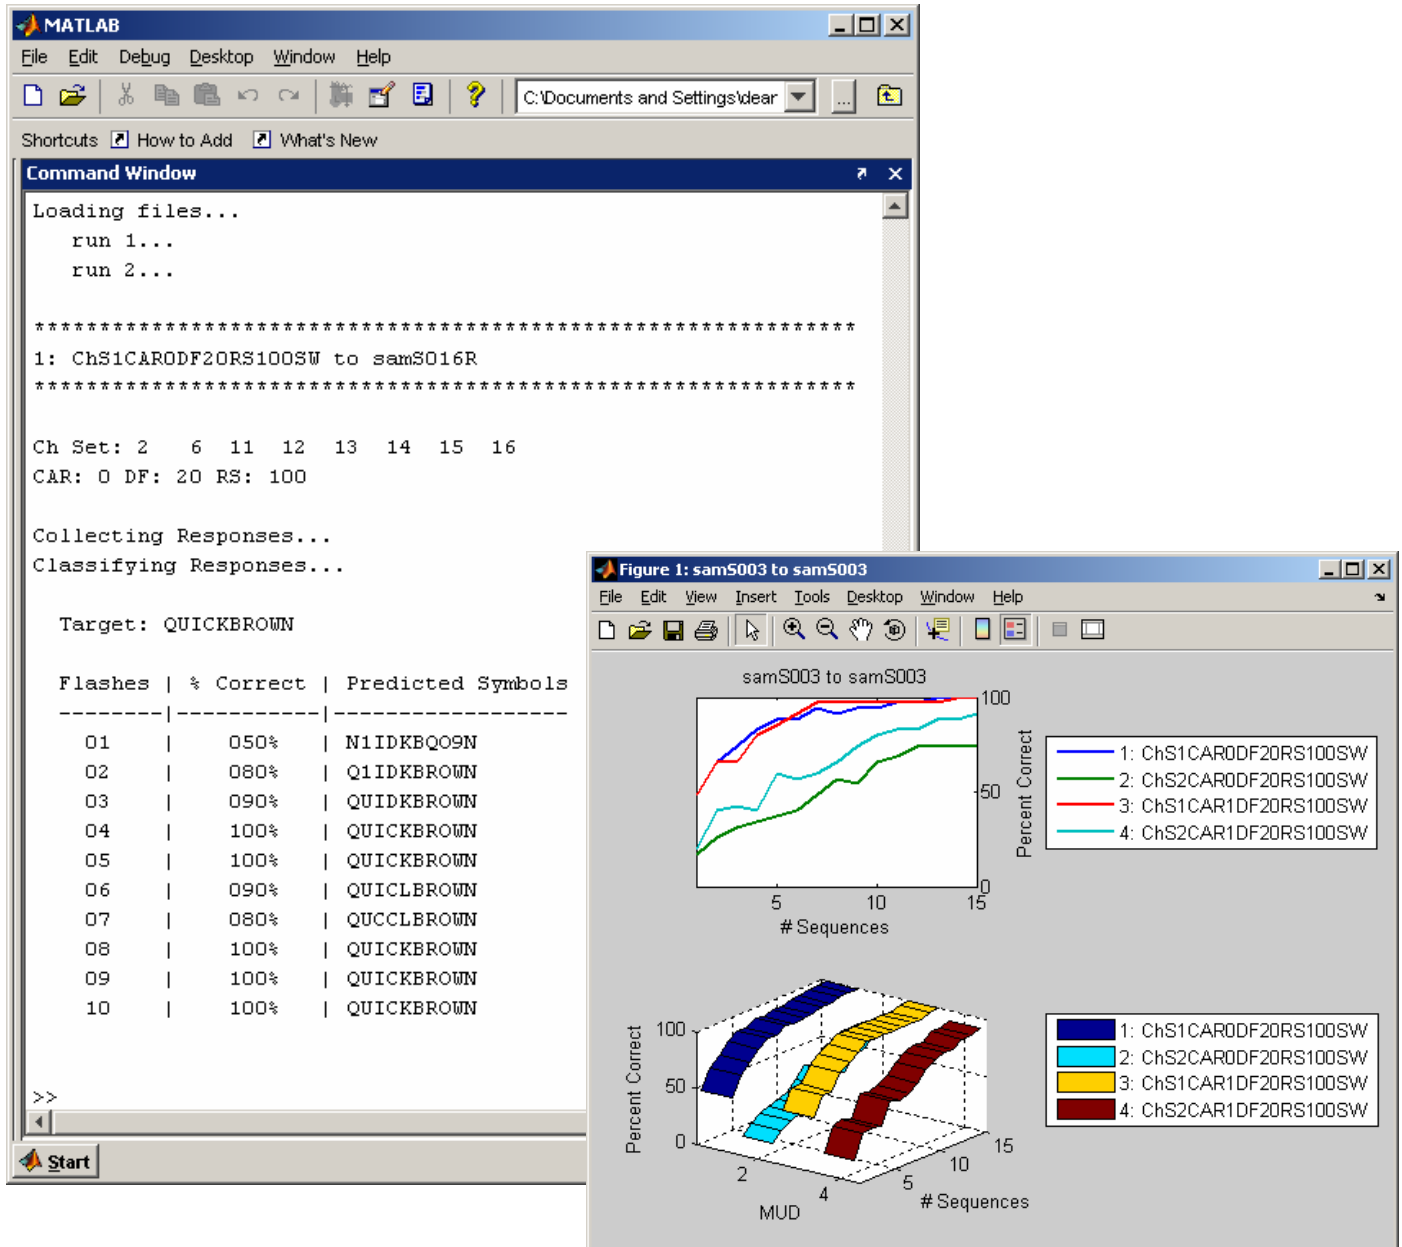 MATLAB
File Edit Debug Desktop Window Help
C:\Documents and Settings\dear
...
Shortcuts How to Add What's New
Command Window
Loading files...
run 1...
run 2...
***************************************************************
1: ChS1CAR0DF20RS100SW to samS016R
***************************************************************
Ch Set: 2 6 11 12 13 14 15 16
CAR: 0 DF: 20 RS: 100
Collecting Responses...
Classifying Responses...
Target: QUICKBROWN
Flashes | % Correct | Predicted Symbols
--------|-----------|------------------
01 | 050% | N1IDKBQO9N
02 | 080% | Q1IDKBROWN
03 | 090% | QUIDKBROWN
04 | 100% | QUICKBROWN
05 | 100% | QUICKBROWN
06 | 090% | QUICLBROWN
07 | 080% | QUCCLBROWN
08 | 100% | QUICKBROWN
09 | 100% | QUICKBROWN
10 | 100% | QUICKBROWN
>>
Start
Figure 1: samS003 to samS003
File Edit View Insert Tools Desktop Window Help
samS003 to samS003
100
50
0
Percent Correct
5 10 15
# Sequences
1: ChS1CAR0DF20RS100SW
2: ChS2CAR0DF20RS100SW
3: ChS1CAR1DF20RS100SW
4: ChS2CAR1DF20RS100SW
100
50
0
Percent Correct
2
4
MUD
5
10
15
# Sequences
1: ChS1CAR0DF20RS100SW
2: ChS2CAR0DF20RS100SW
3: ChS1CAR1DF20RS100SW
4: ChS2CAR1DF20RS100SW